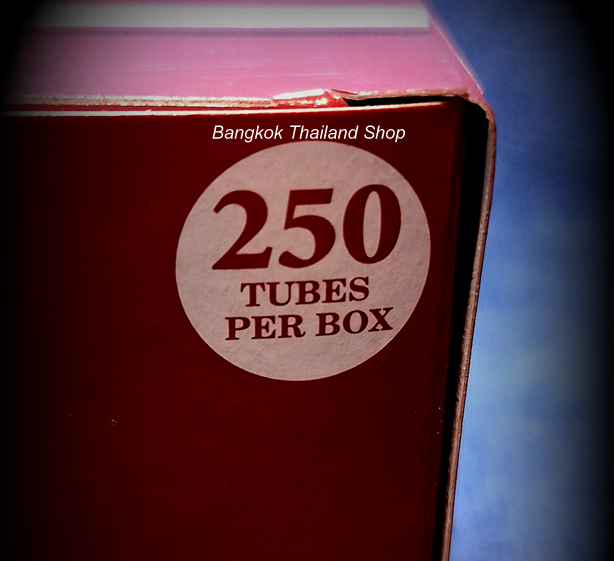 Bangkok Thailand Shop
250
TUBES
PER BOX